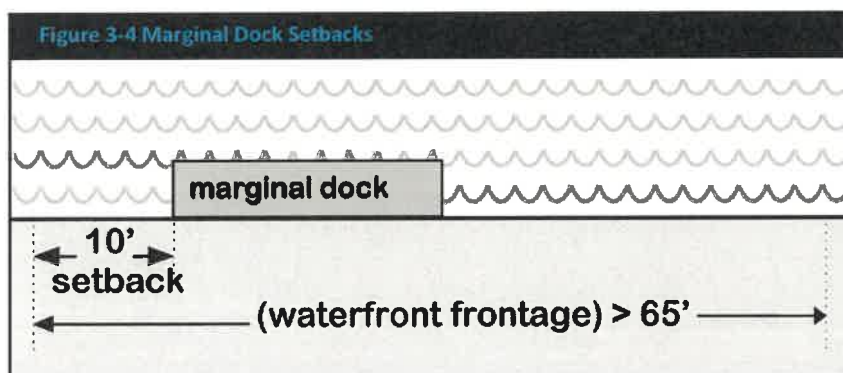 Figure 3-4 Marginal Dock Setbacks
marginal dock
10'
setback
(waterfront frontage) > 65'